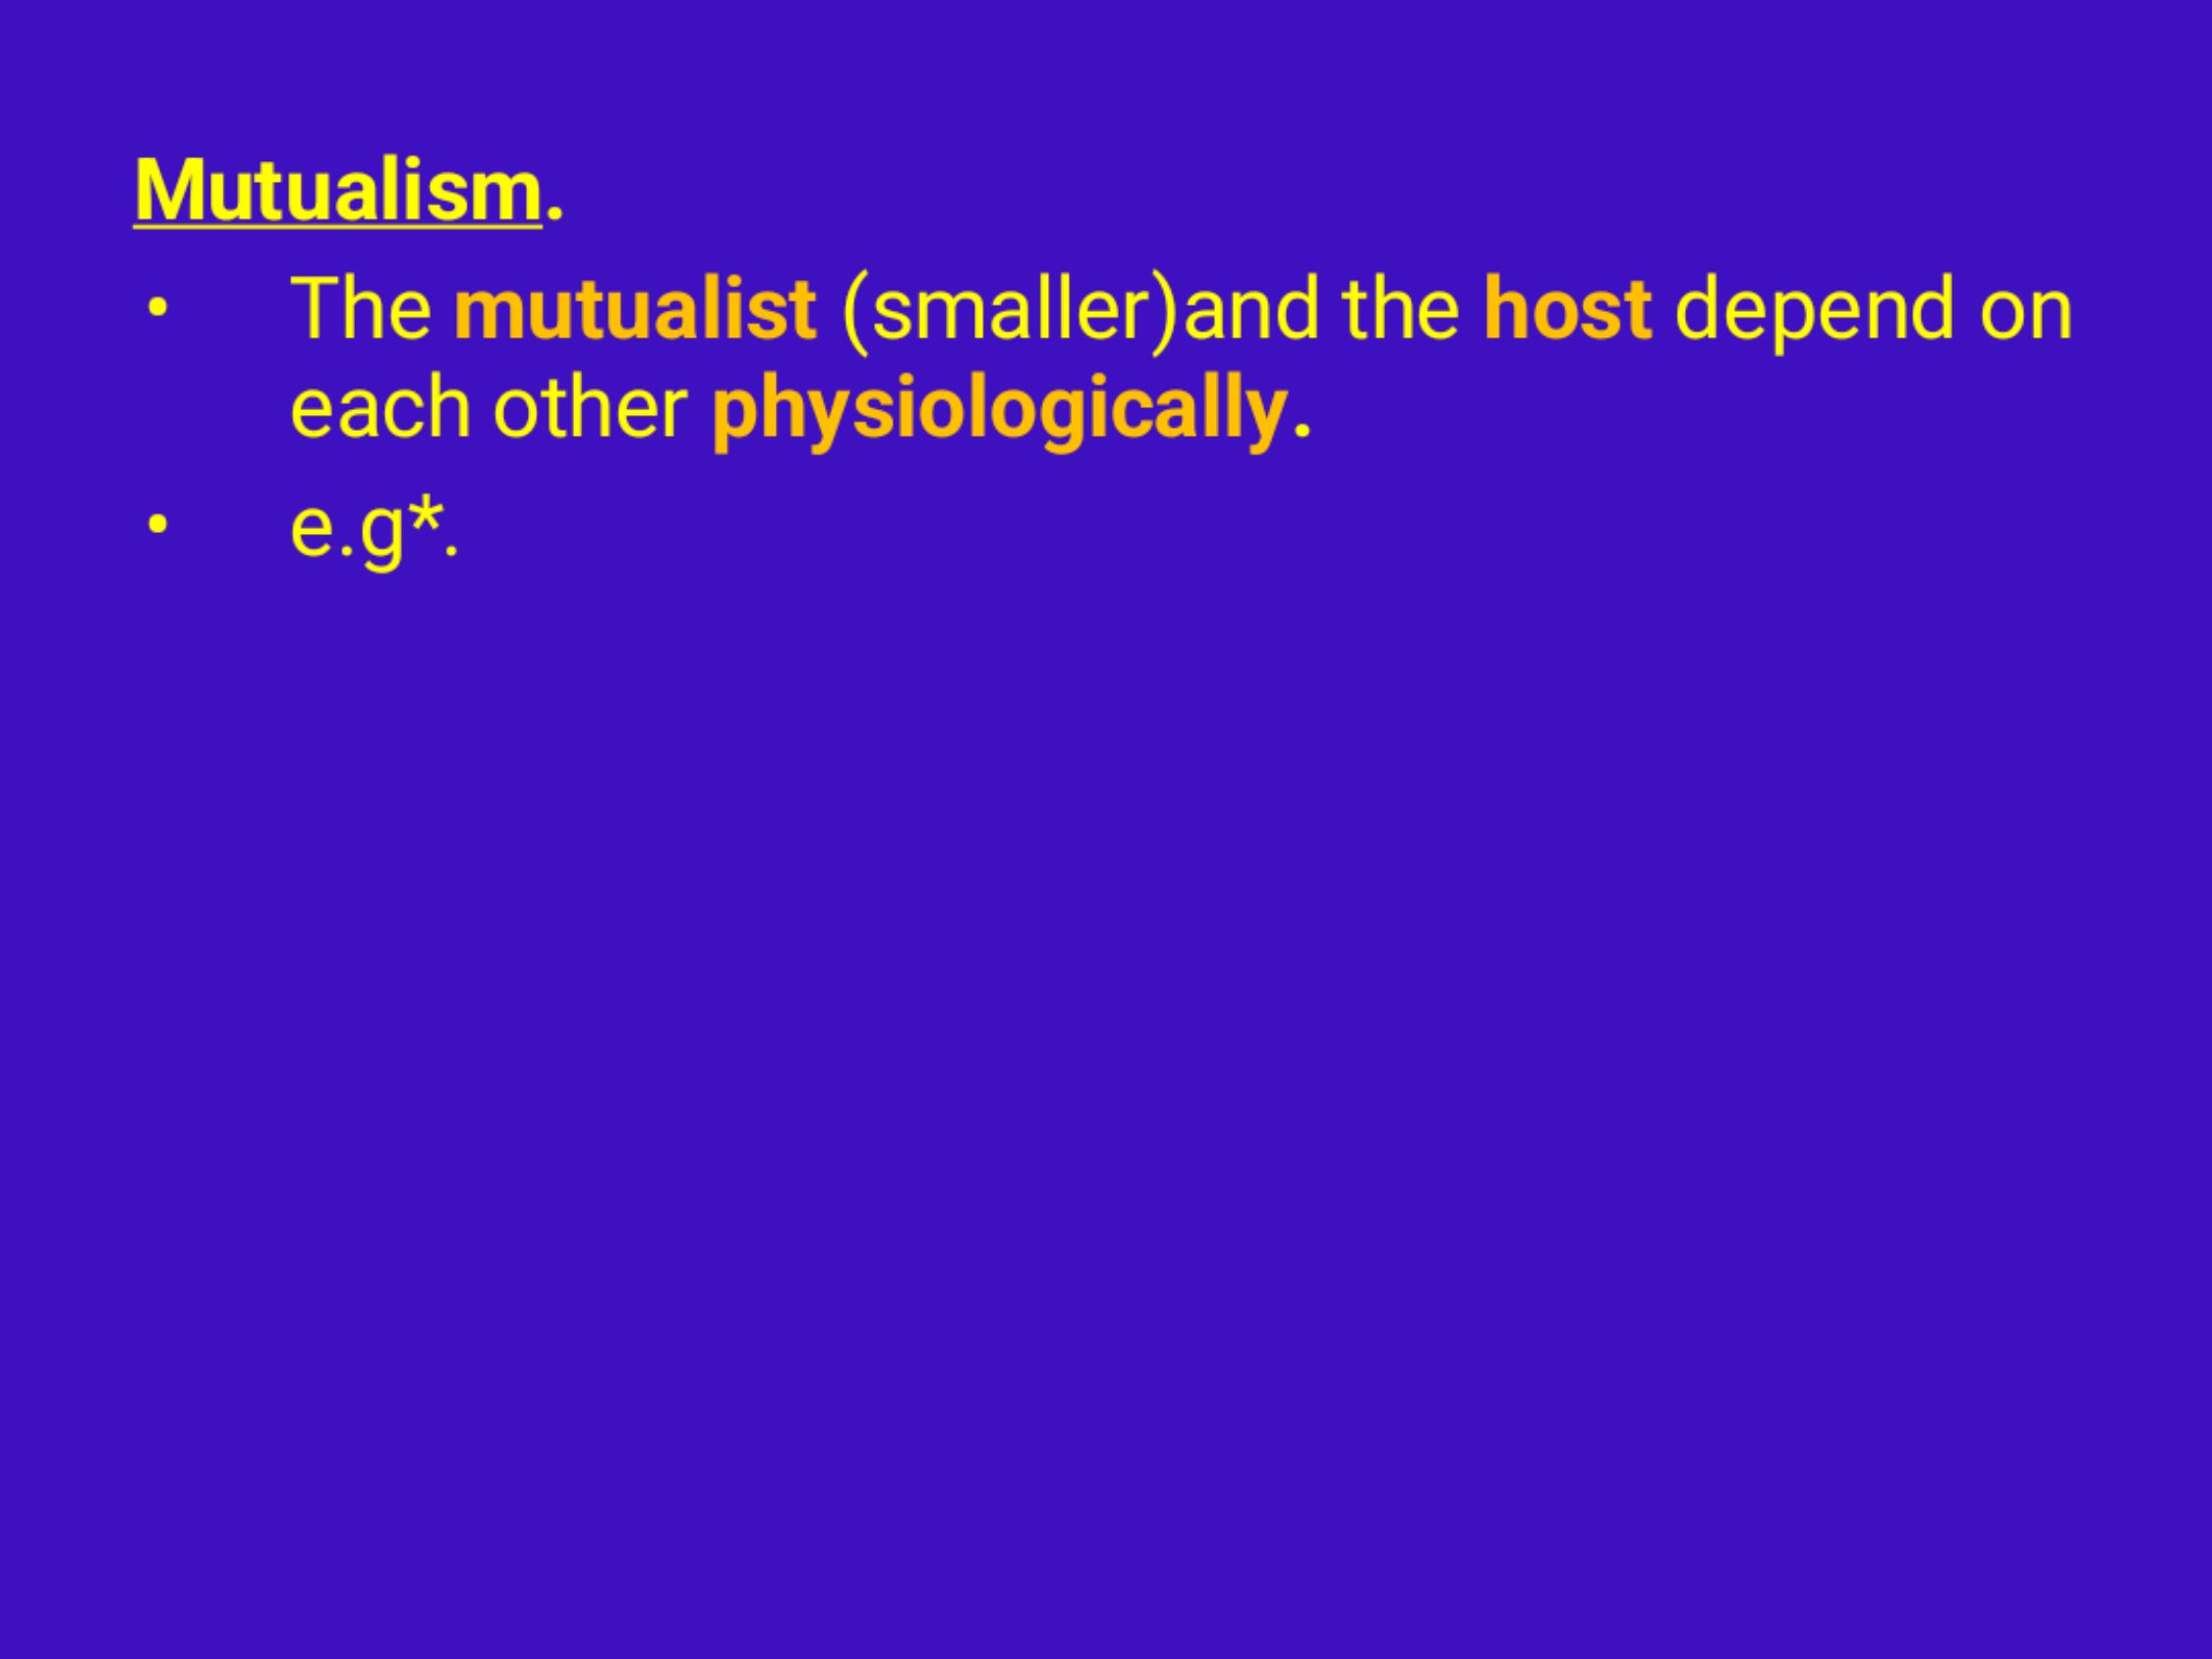 Mutualism.
• The mutualist (smaller)and the host depend on
each other physiologically.
• e.g*.